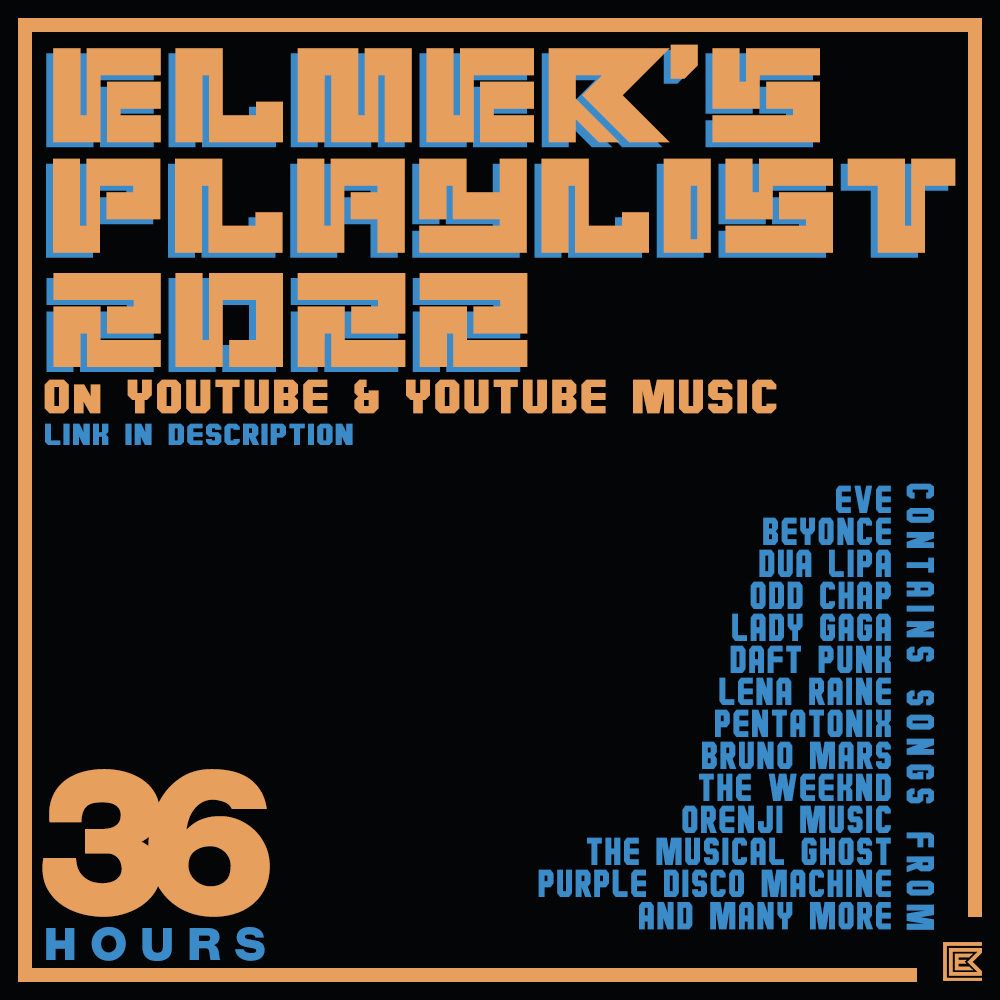 ELMER'S
PLAYLIST
2022
ON YOUTUBE & YOUTUBE MUSIC
LINK IN DESCRIPTION
CONTAINS SONGS FROM
EVE
BEYONCE
DUA LIPA
ODD CHAP
LADY GAGA
DAFT PUNK
LENA RAINE
PENTATONIX
BRUNO MARS
THE WEEKND
ORENJI MUSIC
THE MUSICAL GHOST
PURPLE DISCO MACHINE
AND MANY MORE
36
HOURS